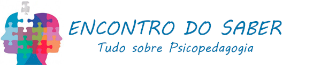 ENCONTRO DO SABER
Tudo sobre Psicopedagogia